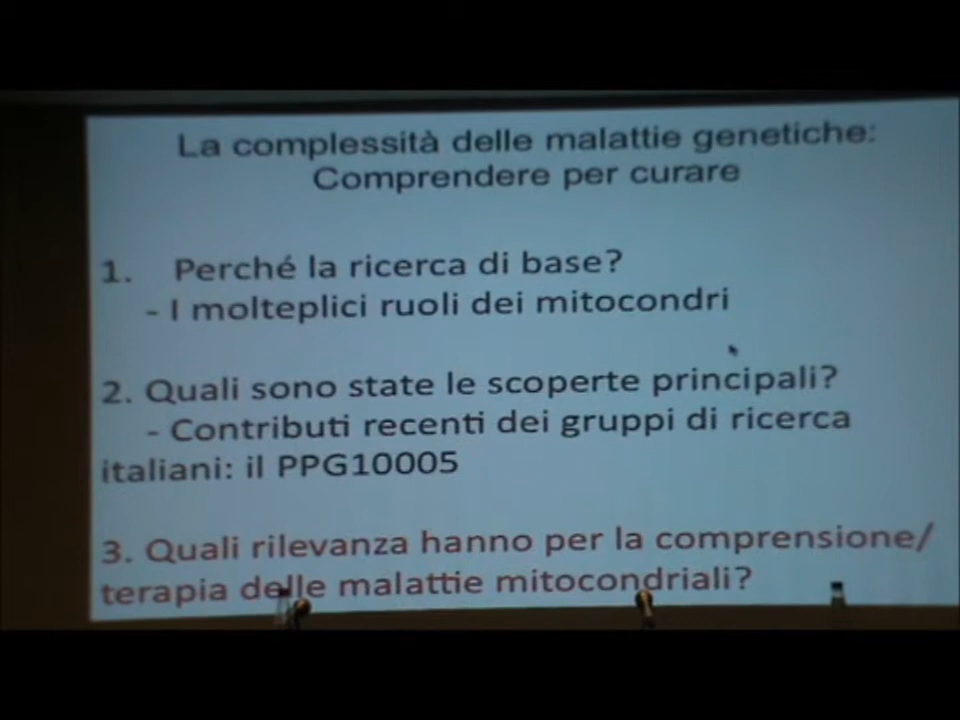 La complessità delle malattie genetiche:
Comprendere per curare
1. Perché la ricerca di base?
- I molteplici ruoli dei mitocondri
2. Quali sono state le scoperte principali?
- Contributi recenti dei gruppi di ricerca
italiani: il PPG10005
3. Quali rilevanza hanno per la comprensione/
terapia delle malattie mitocondriali?